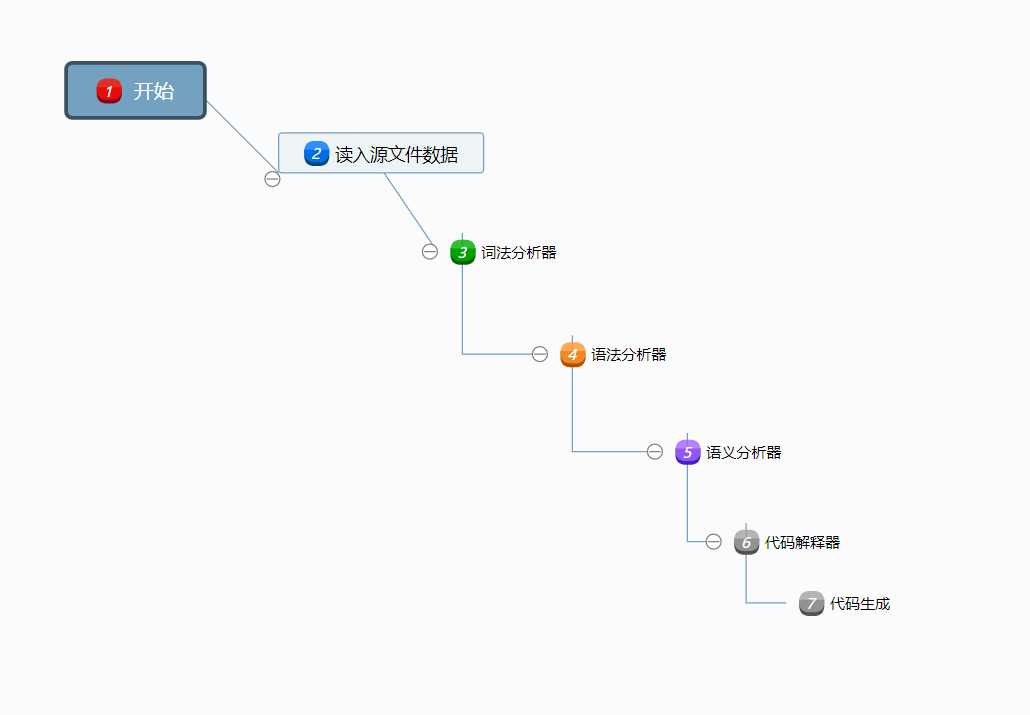 1 开始
2 读入源文件数据
3 词法分析器
4 语法分析器
5 语义分析器
6 代码解释器
7 代码生成